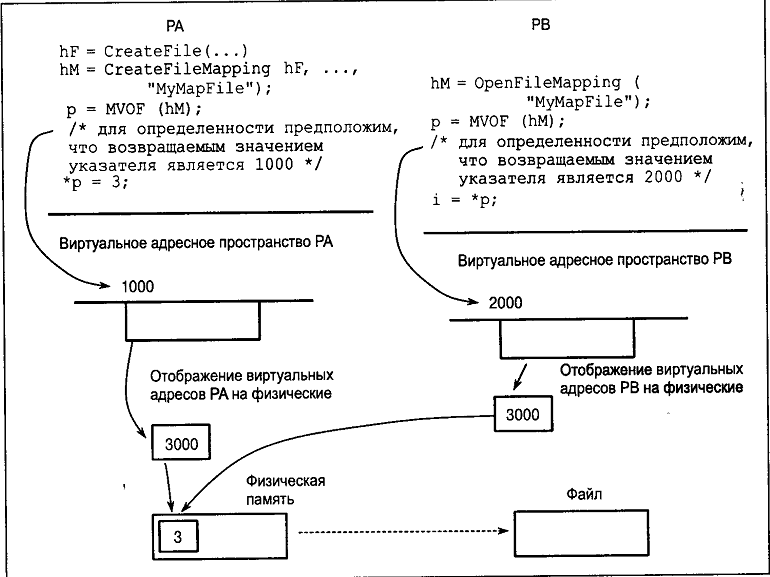 PA
hF = CreateFile(...)
hM = CreateFileMapping hF, ...,
"MyMapFile");
p = MVOF (hM);
/* для определенности предположим,
что возвращаемым значением
указателя является 1000 */
*p = 3;
PB
hM = OpenFileMapping (
"MyMapFile");
p = MVOF (hM);
/* для определенности предположим,
что возвращаемым значением
указателя является 2000 */
i = *p;
Виртуальное адресное пространство PA
1000
Виртуальное адресное пространство PB
2000
Отображение виртуальных
адресов PA на физические
3000
Отображение виртуальных
адресов PB на физические
3000
Физическая
память
3
Файл